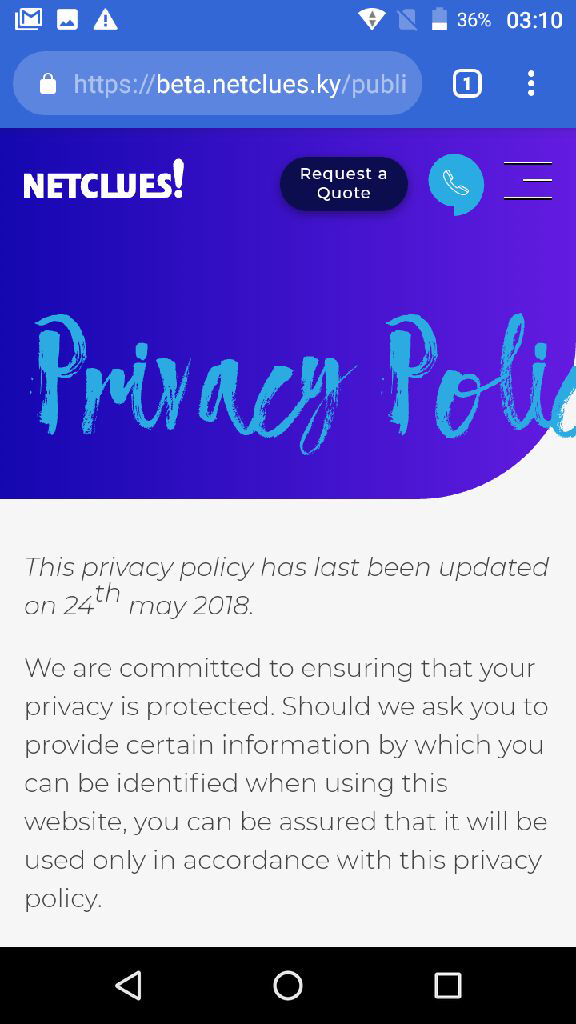 36% 03:10
https://beta.netclues.ky/publi
1
NETCLUES!
Request a
Quote
Privacy Polic
This privacy policy has last been updated
on 24th may 2018.
We are committed to ensuring that your
privacy is protected. Should we ask you to
provide certain information by which you
can be identified when using this
website, you can be assured that it will be
used only in accordance with this privacy
policy.